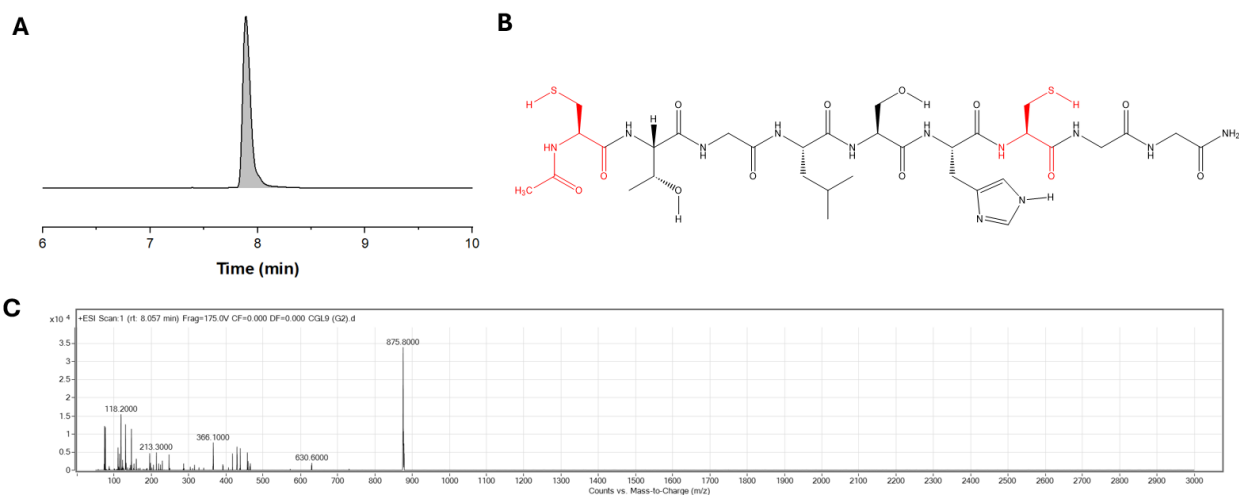 A
6 7 8 9 10
Time (min)
B
H S
HN
H₃C O
O
H
N
H
O H
O
N
H
O
H
N
O
N
H
O H
O
H
N
O
N
N H
HN
S H
O
H
N
O
N
H
O
NH₂
C
x10 4 +ESI Scan:1 (rt: 8.057 min) Frag=175.0V CF=0.000 DF=0.000 CGL9 (G2).d
3.5
3
2.5
2
1.5
1
0.5
0
875.8000
118.2000
213.3000
366.1000
630.6000
100 200 300 400 500 600 700 800 900 1000 1100 1200 1300 1400 1500 1600 1700 1800 1900 2000 2100 2200 2300 2400 2500 2600 2700 2800 2900 3000
Counts vs. Mass-to-Charge (m/z)